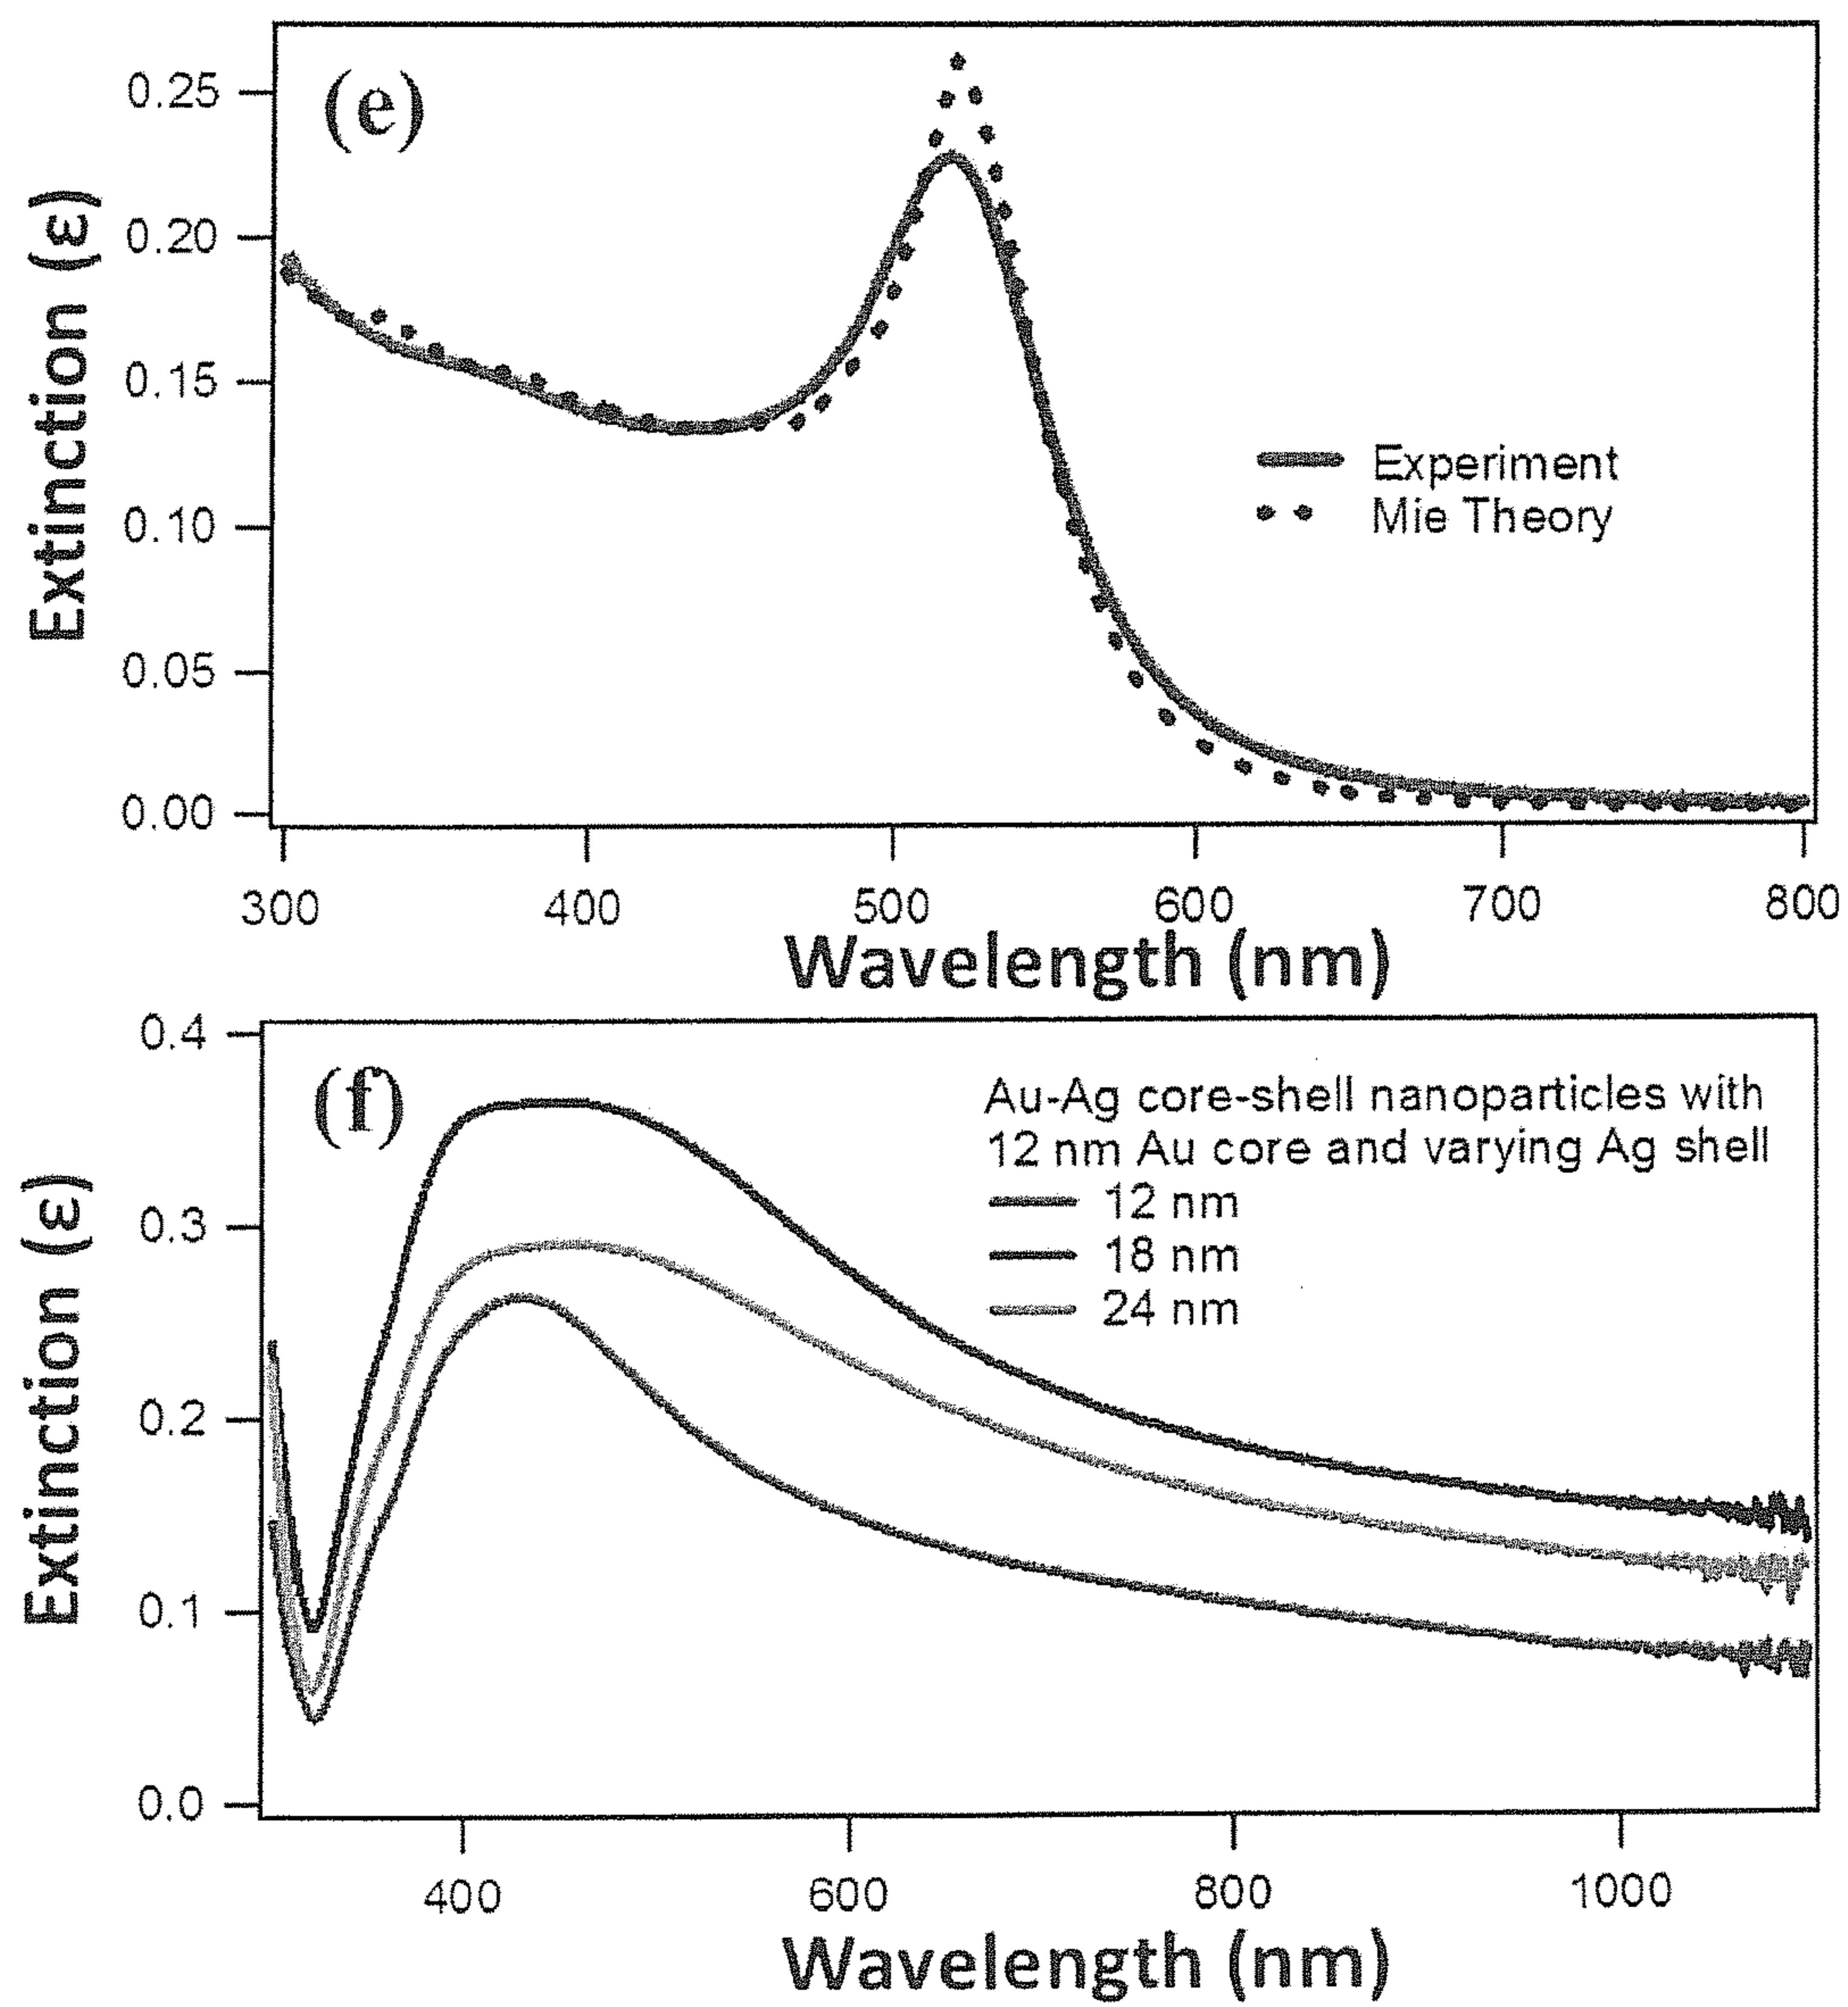 (e)
Extinction (ε)
0.25
0.20
0.15
0.10
0.05
0.00
Experiment
Mie Theory
300 400 500 600 700 800
Wavelength (nm)
(f)
Extinction (ε)
0.4
0.3
0.2
0.1
0.0
Au-Ag core-shell nanoparticles with
12 nm Au core and varying Ag shell
12 nm
18 nm
24 nm
400 600 800 1000
Wavelength (nm)